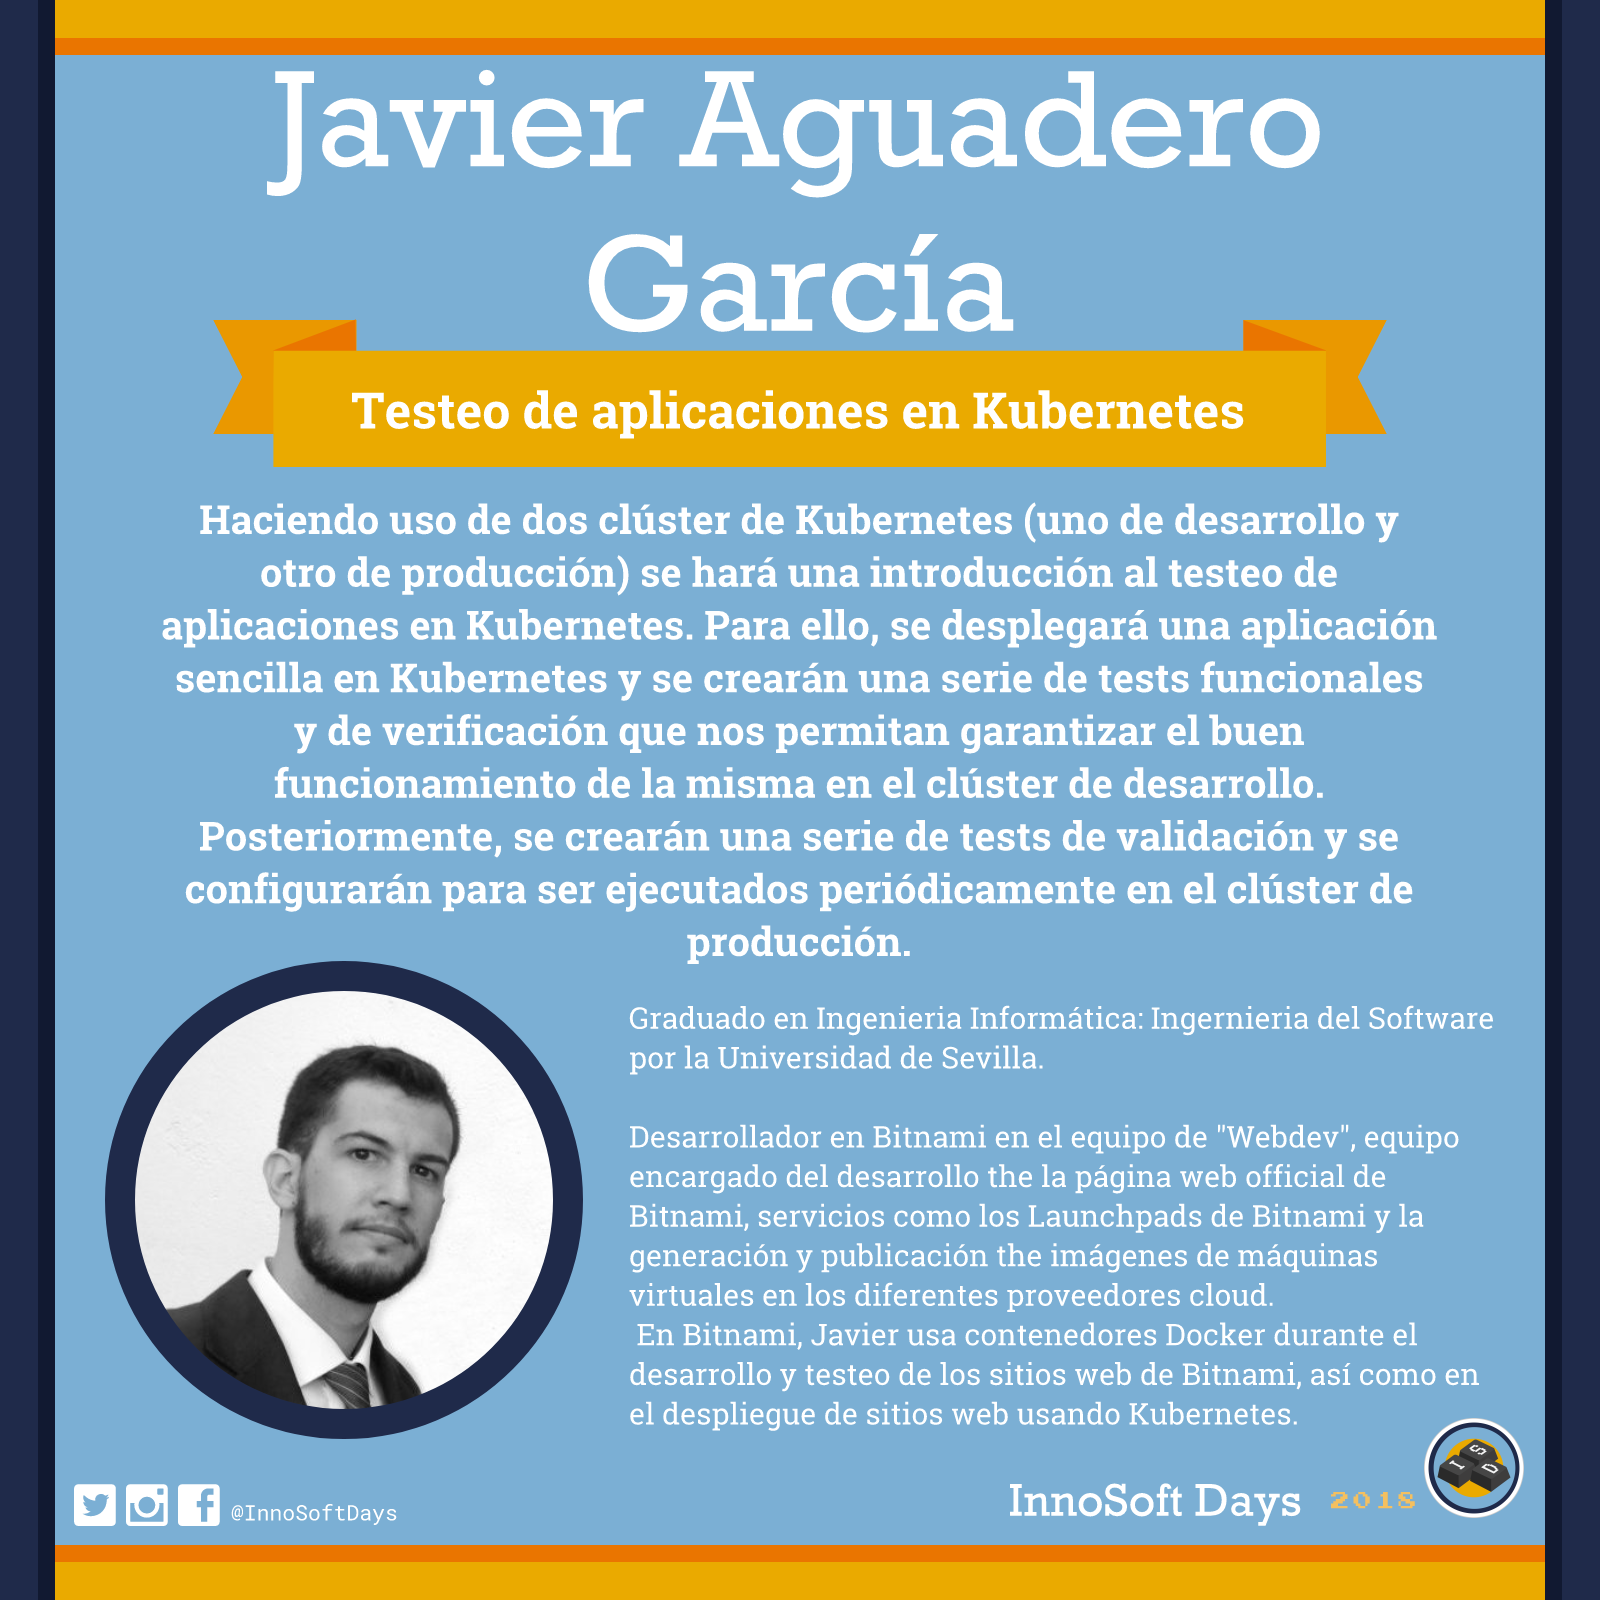 Javier Aguadero
García
Testeo de aplicaciones en Kubernetes
Haciendo uso de dos clúster de Kubernetes (uno de desarrollo y
otro de producción) se hará una introducción al testeo de
aplicaciones en Kubernetes. Para ello, se desplegará una aplicación
sencilla en Kubernetes y se crearán una serie de tests funcionales
y de verificación que nos permitan garantizar el buen
funcionamiento de la misma en el clúster de desarrollo.
Posteriormente, se crearán una serie de tests de validación y se
configurarán para ser ejecutados periódicamente en el clúster de
producción.
Graduado en Ingenieria Informática: Ingernieria del Software
por la Universidad de Sevilla.
Desarrollador en Bitnami en el equipo de "Webdev", equipo
encargado del desarrollo the la página web official de
Bitnami, servicios como los Launchpads de Bitnami y la
generación y publicación the imágenes de máquinas
virtuales en los diferentes proveedores cloud.
En Bitnami, Javier usa contenedores Docker durante el
desarrollo y testeo de los sitios web de Bitnami, así como en
el despliegue de sitios web usando Kubernetes.
@InnoSoftDays
InnoSoft Days 2018
I S D